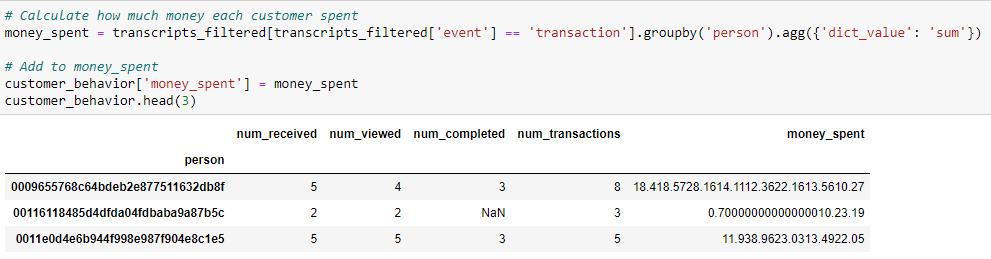 # Calculate how much money each customer spent
money_spent = transcripts_filtered[transcripts_filtered['event'] == 'transaction'].groupby('person').agg({'dict_value': 'sum'})
# Add to money_spent
customer_behavior['money_spent'] = money_spent
customer_behavior.head(3)
num_received num_viewed num_completed num_transactions money_spent
person
0009655768c64bdeb2e877511632db8f 5 4 3 8 18.418.5728.1614.1112.3622.1613.5610.27
00116118485d4dfda04fdbaba9a87b5c 2 2 NaN 3 0.70000000000000010.23.19
0011e0d4e6b944f998e987f904e8c1e5 5 5 3 5 11.938.9623.0313.4922.05